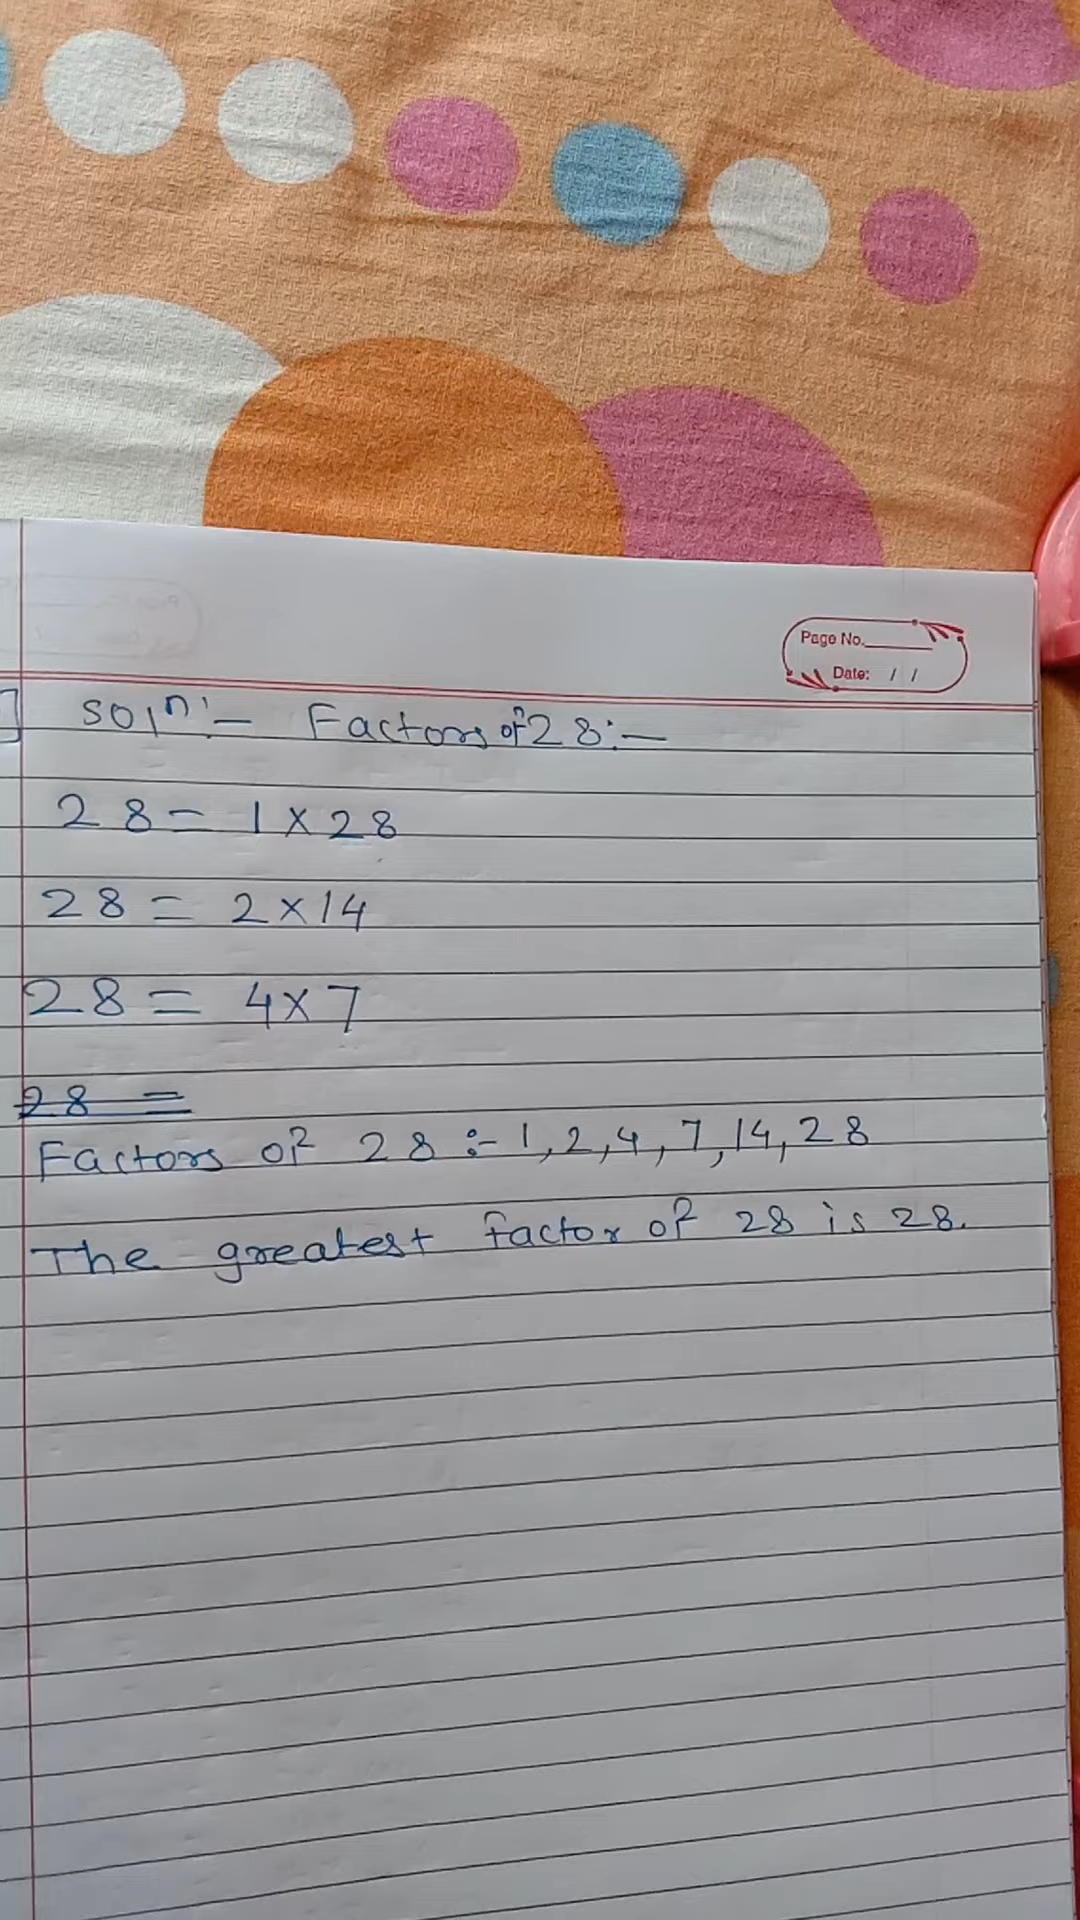 Page No.
Date: / /
Soln:- Factors of 28:-
28 = 1 x 28
28 = 2 x 14
28 = 4 x 7
28 =
Factors of 28 :- 1, 2, 4, 7, 14, 28
The greatest factor of 28 is 28.